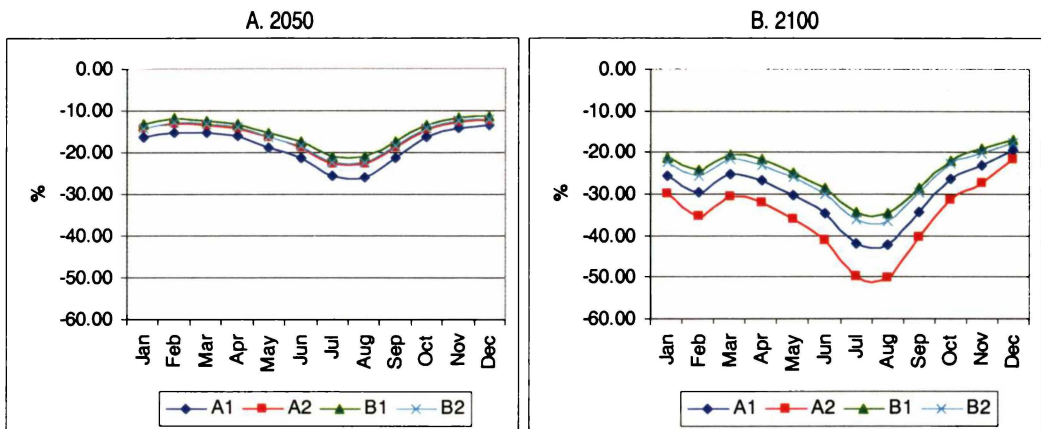 A. 2050
0.00
-10.00
-20.00
-30.00
-40.00
-50.00
-60.00
%
Jan
Feb
Mar
Apr
May
Jun
Jul
Aug
Sep
Oct
Nov
Dec
A1 A2 B1 B2
B. 2100
0.00
-10.00
-20.00
-30.00
-40.00
-50.00
-60.00
%
Jan
Feb
Mar
Apr
May
Jun
Jul
Aug
Sep
Oct
Nov
Dec
A1 A2 B1 B2